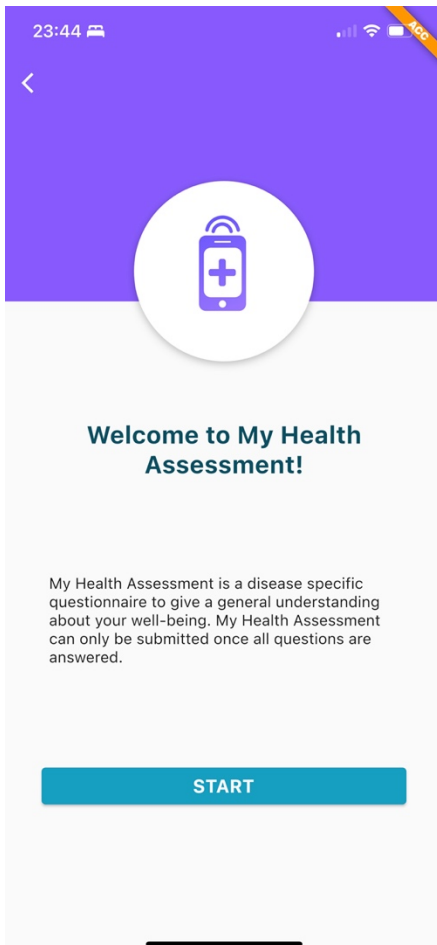 23:44
ACC
Welcome to My Health
Assessment!
My Health Assessment is a disease specific
questionnaire to give a general understanding
about your well-being. My Health Assessment
can only be submitted once all questions are
answered.
START